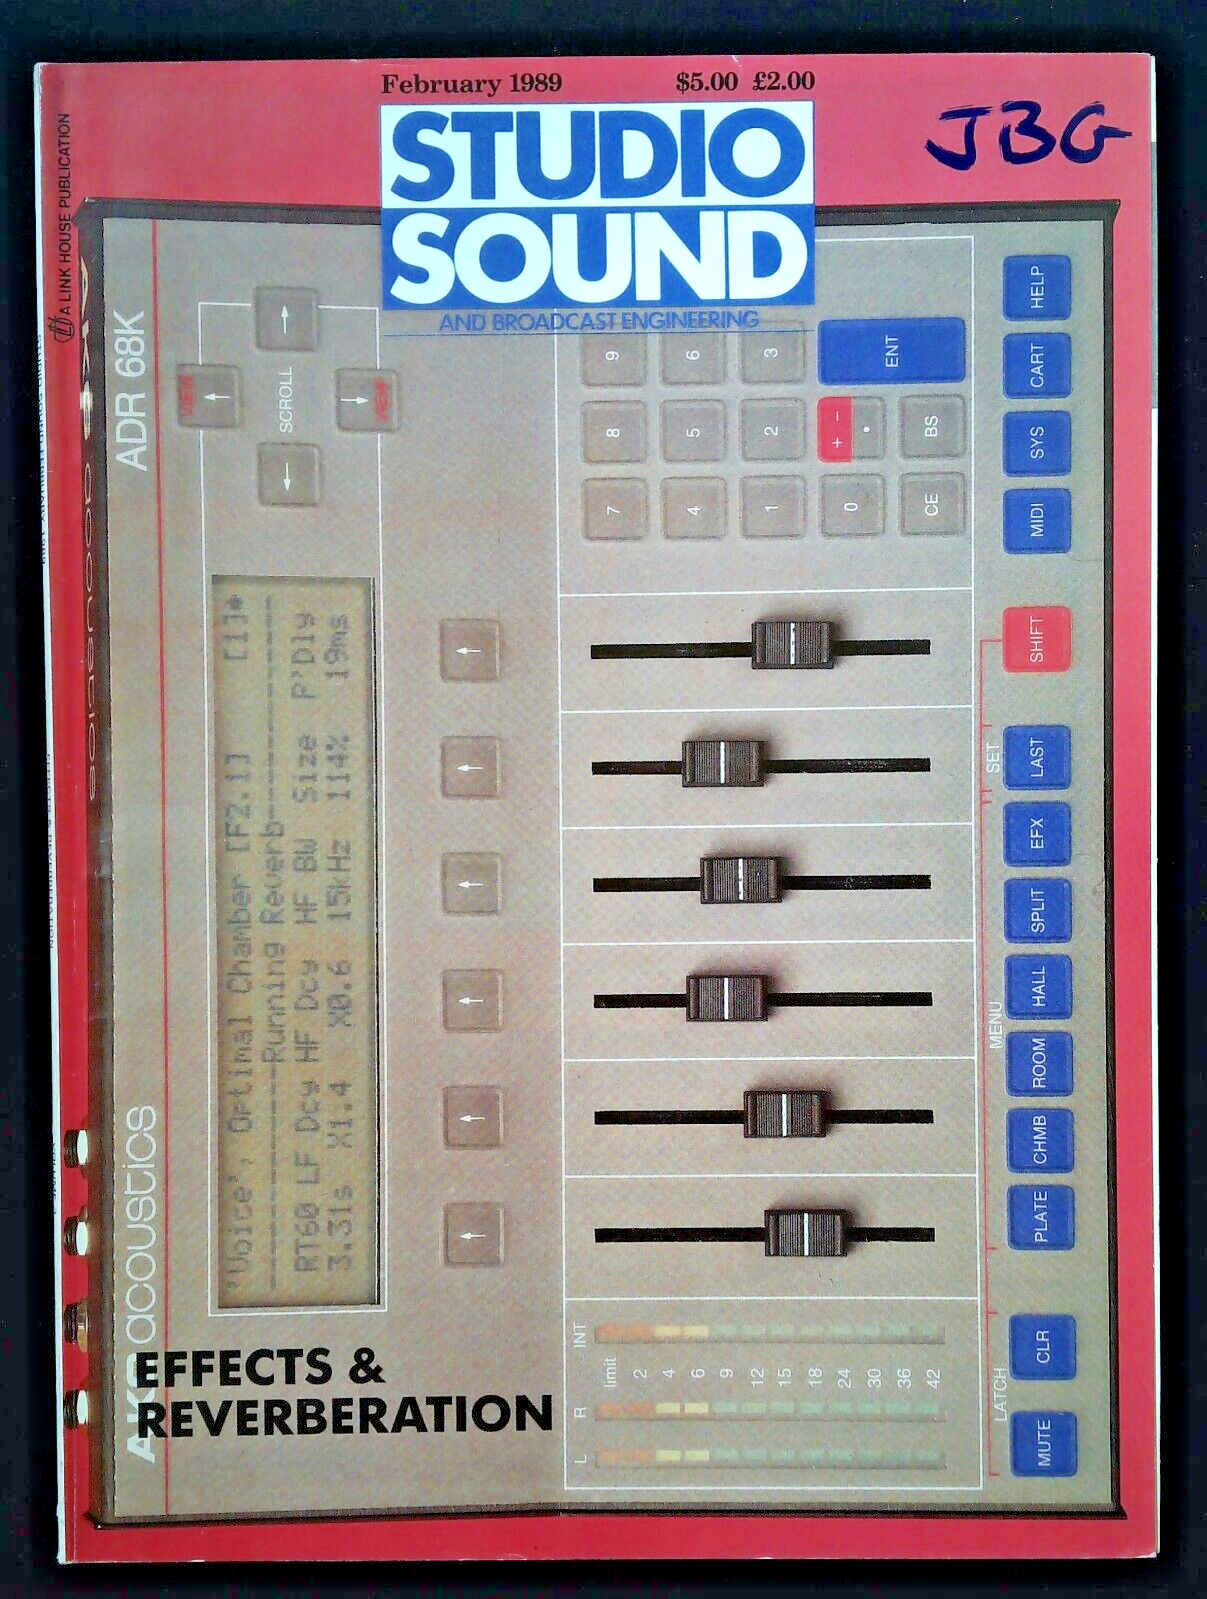 February 1989 $5.00 £2.00
JBG
STUDIO
SOUND
AND BROADCAST ENGINEERING
A LINK HOUSE PUBLICATION
ADR 68K
SCROLL
AKG acoustics
'Voice'; Optimal Chamber [F2.1] [1]*
Running Reverb
RT60 LF Dcy HF Dcy HF BW Size P'Dly
3.31s X1.4 X0.6 15kHz 114% 19ms
9 6 3 ENT
8 5 2 + - . BS
7 4 1 0 CE
HELP
CART
SYS
MIDI
SHIFT
SET
LAST
EFX
SPLIT
HALL
MENU
ROOM
CHMB
PLATE
LATCH
CLR
MUTE
INT
R
L
limit 2 4 6 9 12 15 18 24 30 36 42
EFFECTS &
REVERBERATION